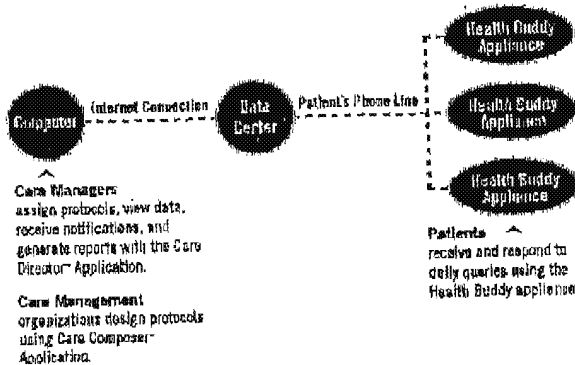 Health Buddy
Appliance
Computer
Internet Connection
Data
Center
Patient's Phone Line
Health Buddy
Appliance
Health Buddy
Appliance
Care Managers
assign protocols, view data,
receive notifications, and
generate reports with the Care
Director™ Application.
Care Management
organizations design protocols
using Care Composer™
Application.
Patients
receive and respond to
daily queries using the
Health Buddy appliance